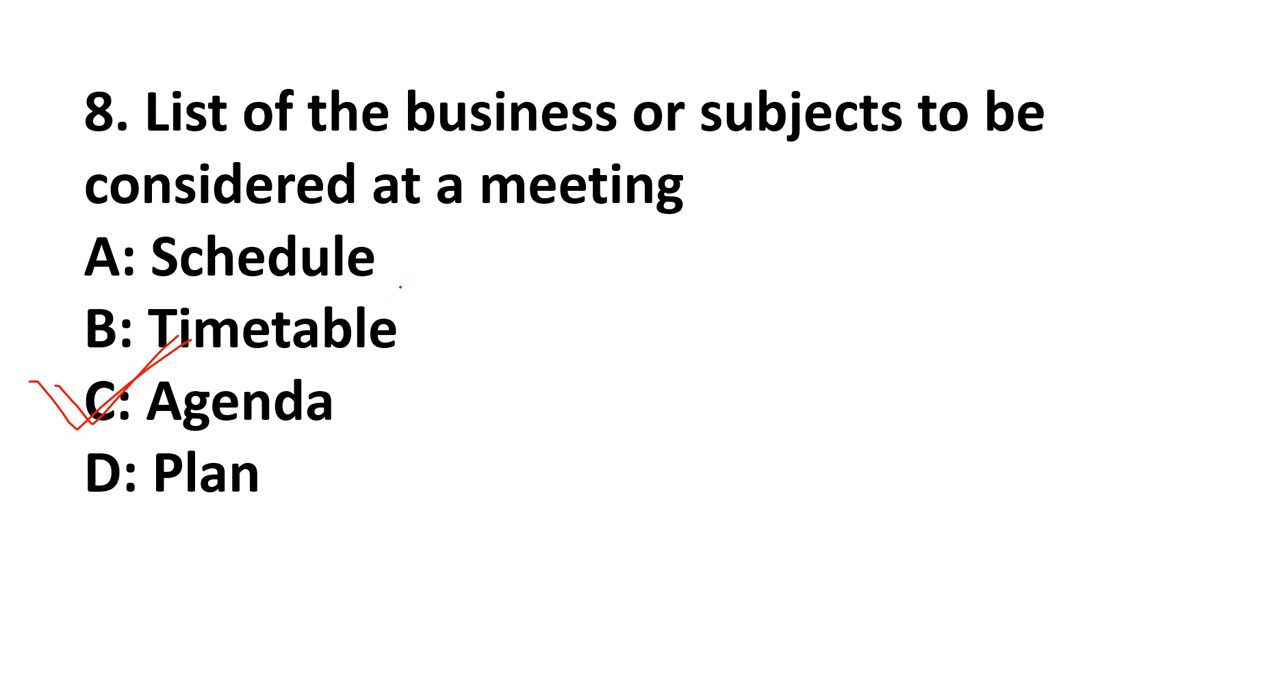 8. List of the business or subjects to be
considered at a meeting
A: Schedule
B: Timetable
C: Agenda
D: Plan